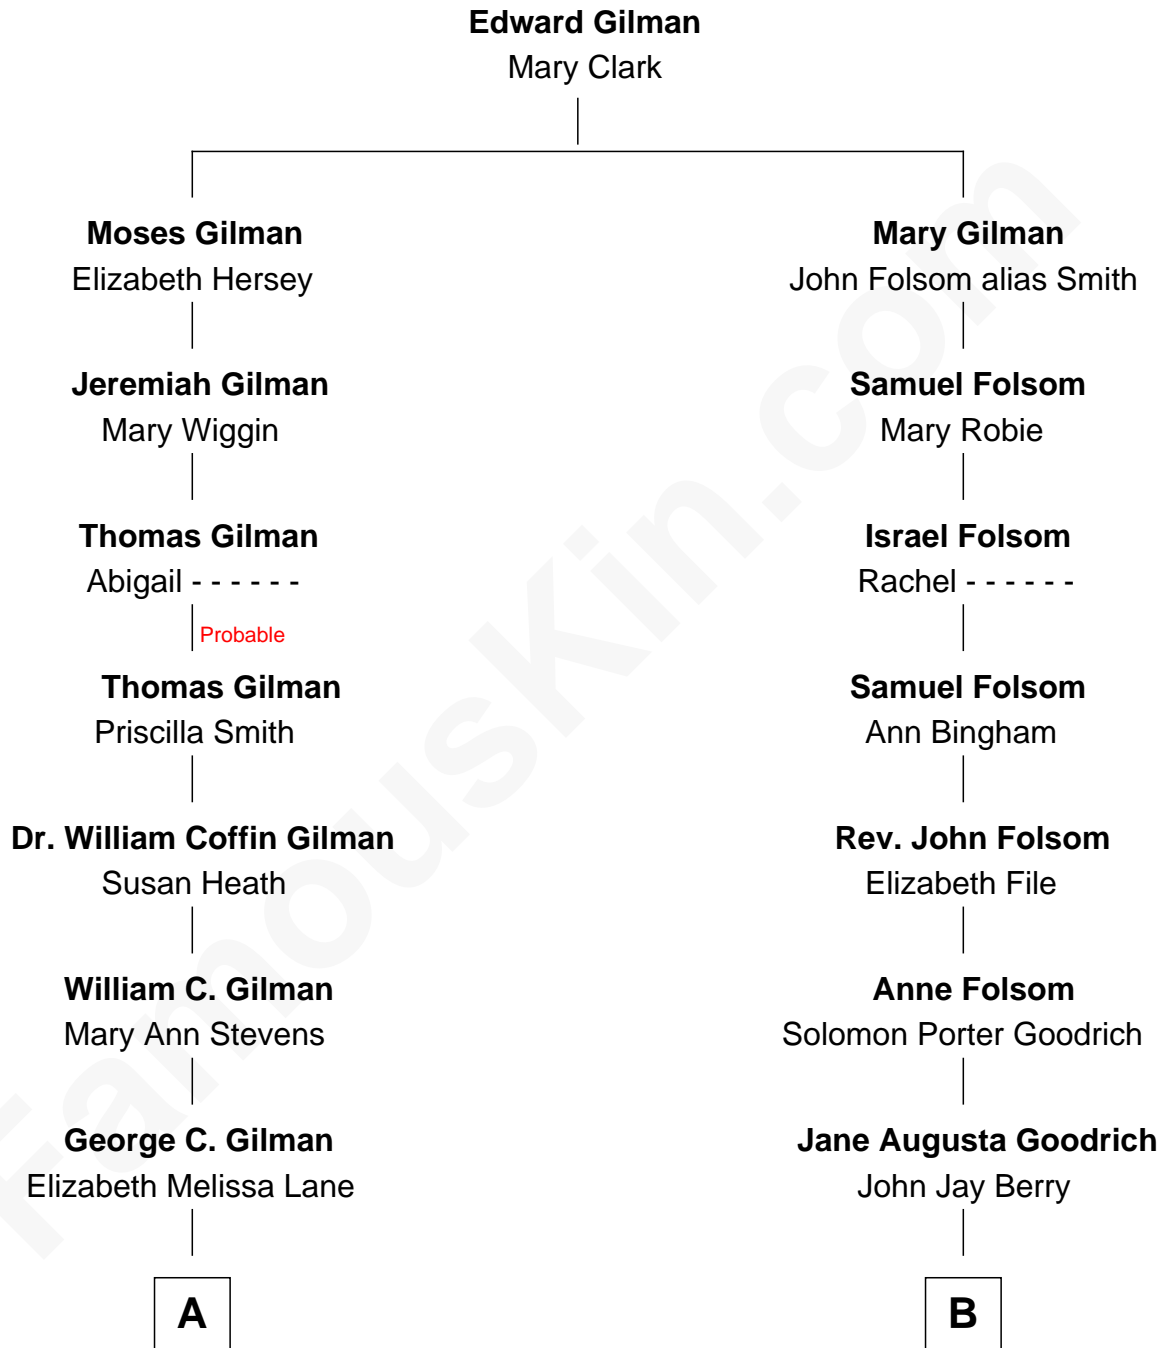 Edward Gilman
Mary Clark
Moses Gilman
Elizabeth Hersey
Jeremiah Gilman
Mary Wiggin
Thomas Gilman
Abigail - - - - - -
Probable
Thomas Gilman
Priscilla Smith
Dr. William Coffin Gilman
Susan Heath
William C. Gilman
Mary Ann Stevens
George C. Gilman
Elizabeth Melissa Lane
A
Mary Gilman
John Folsom alias Smith
Samuel Folsom
Mary Robie
Israel Folsom
Rachel - - - - - -
Samuel Folsom
Ann Bingham
Rev. John Folsom
Elizabeth File
Anne Folsom
Solomon Porter Goodrich
Jane Augusta Goodrich
John Jay Berry
B
FamousKin.com